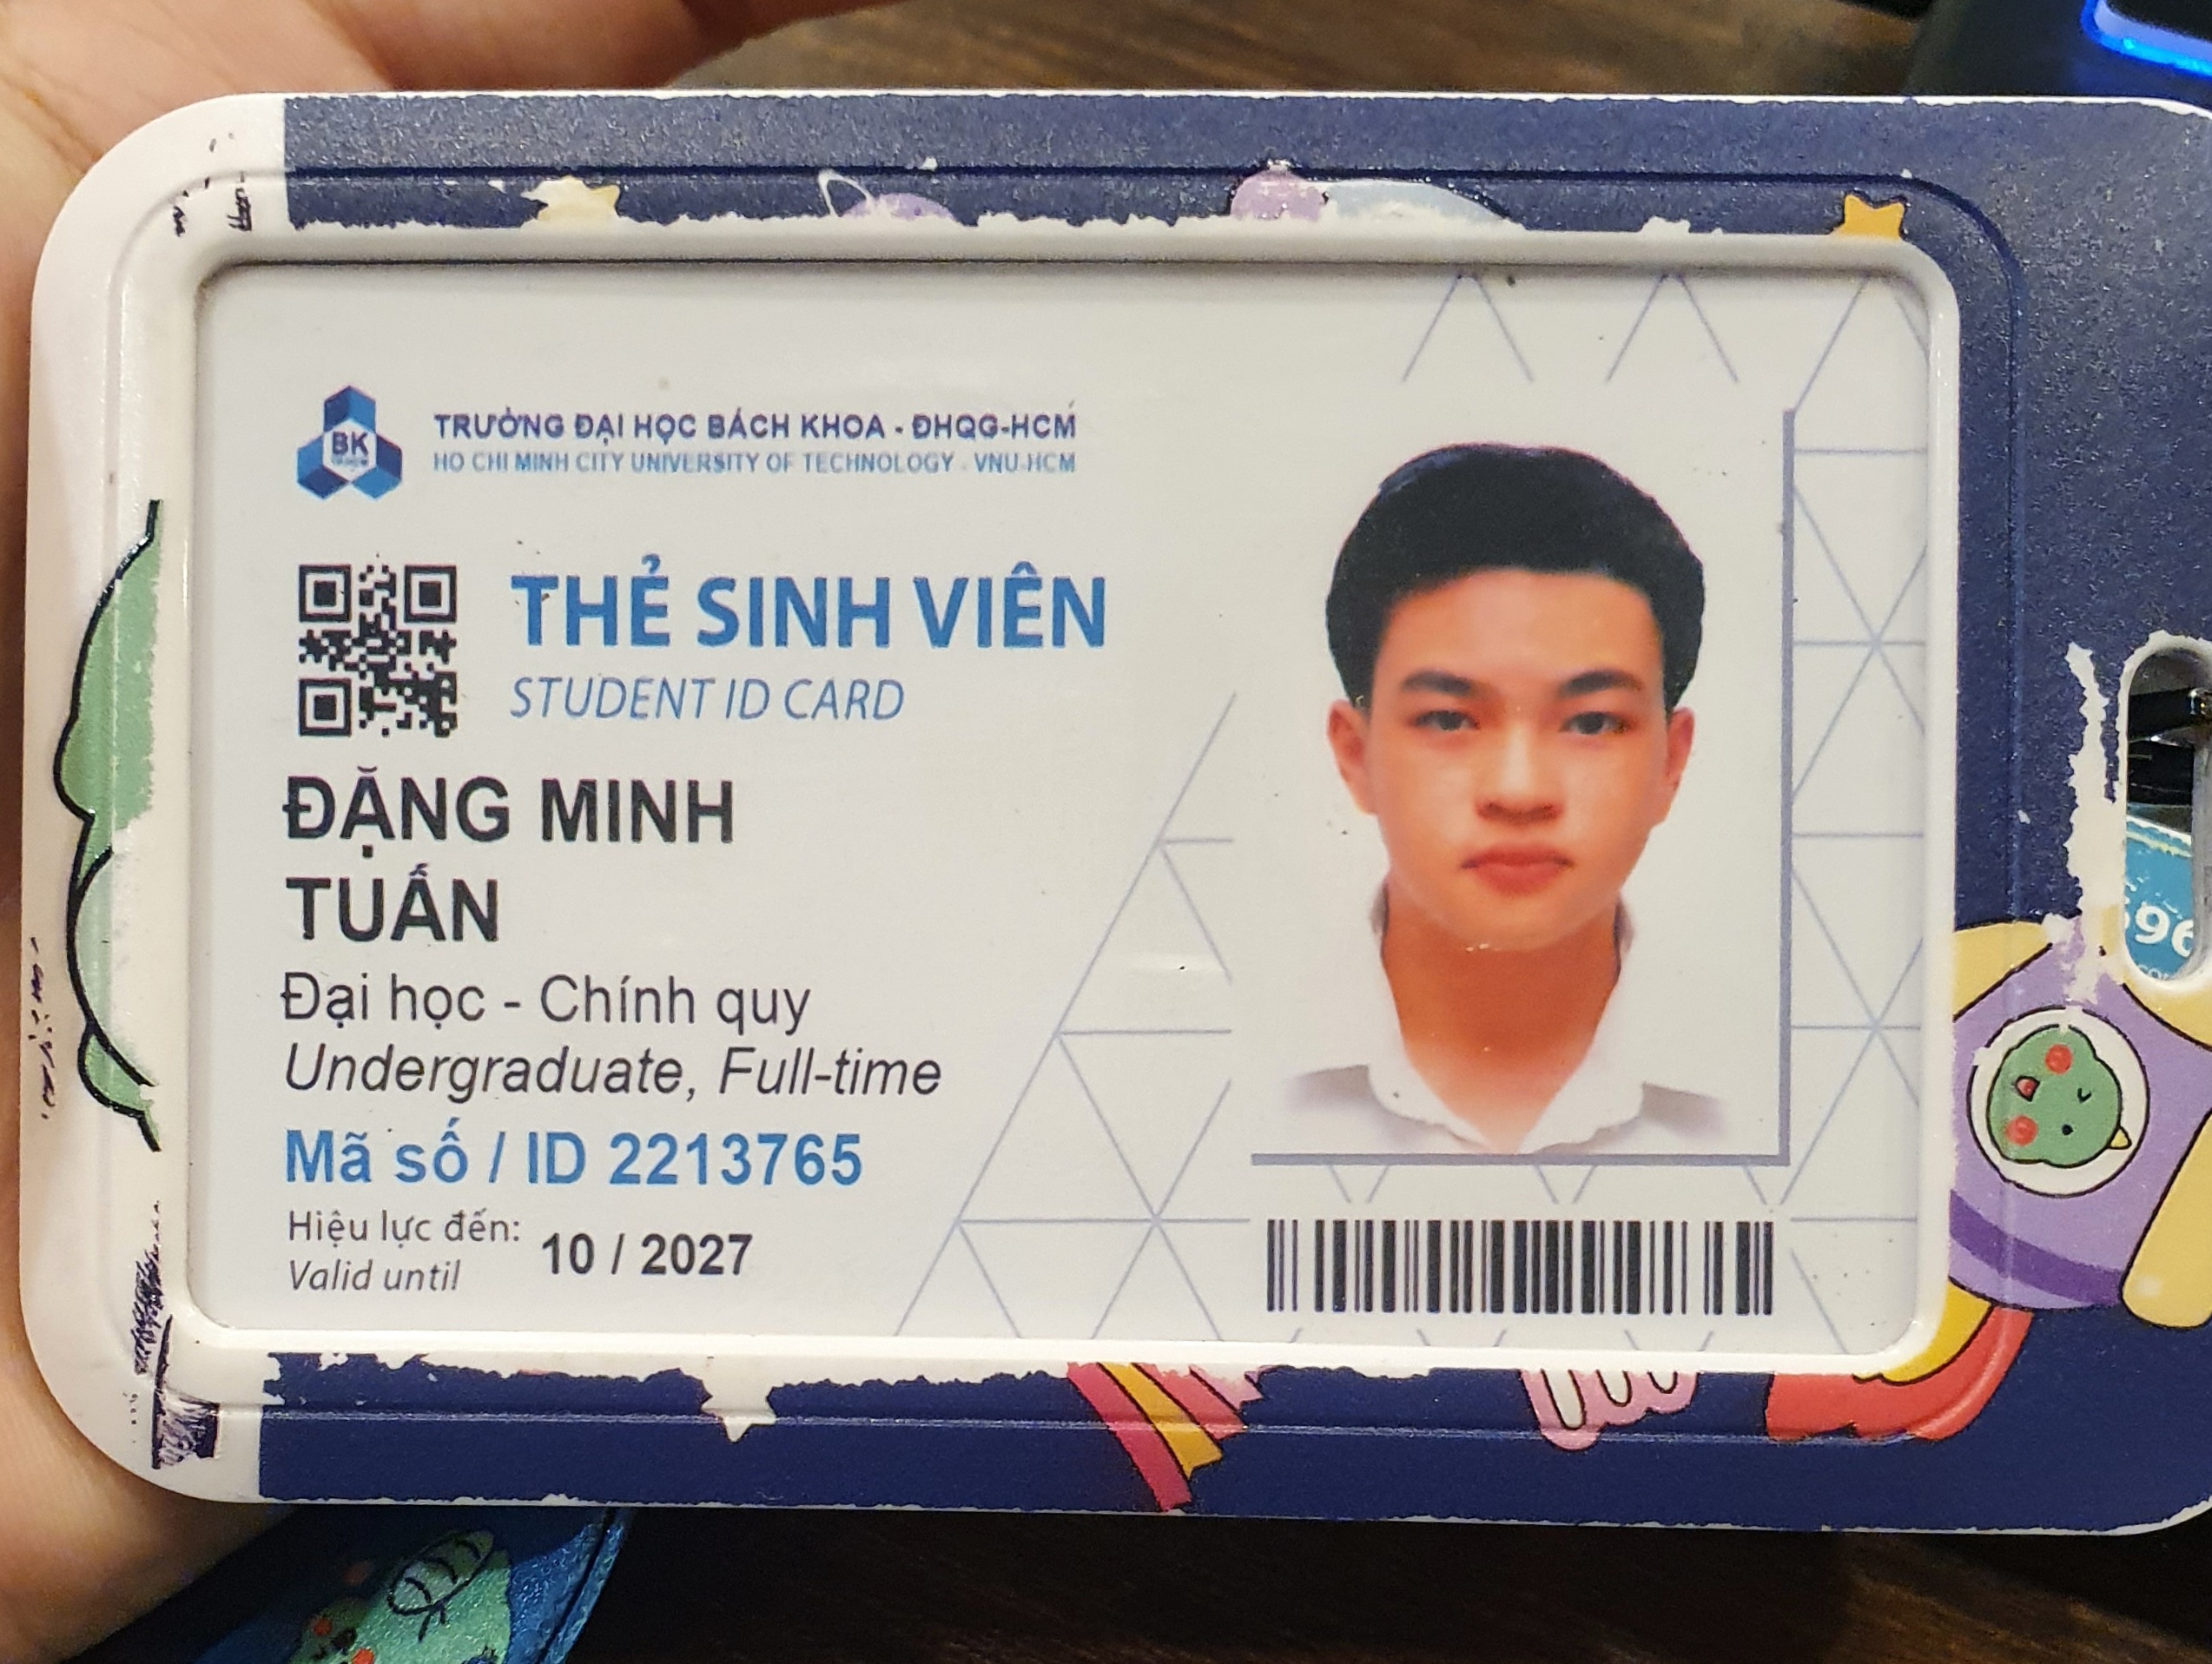 BK
TRƯỜNG ĐẠI HỌC BÁCH KHOA - ĐHQG-HCM
HO CHI MINH CITY UNIVERSITY OF TECHNOLOGY - VNU-HCM
THẺ SINH VIÊN
STUDENT ID CARD
ĐẶNG MINH
TUẤN
Đại học - Chính quy
Undergraduate, Full-time
Mã số / ID 2213765
Hiệu lực đến: 10 / 2027
Valid until